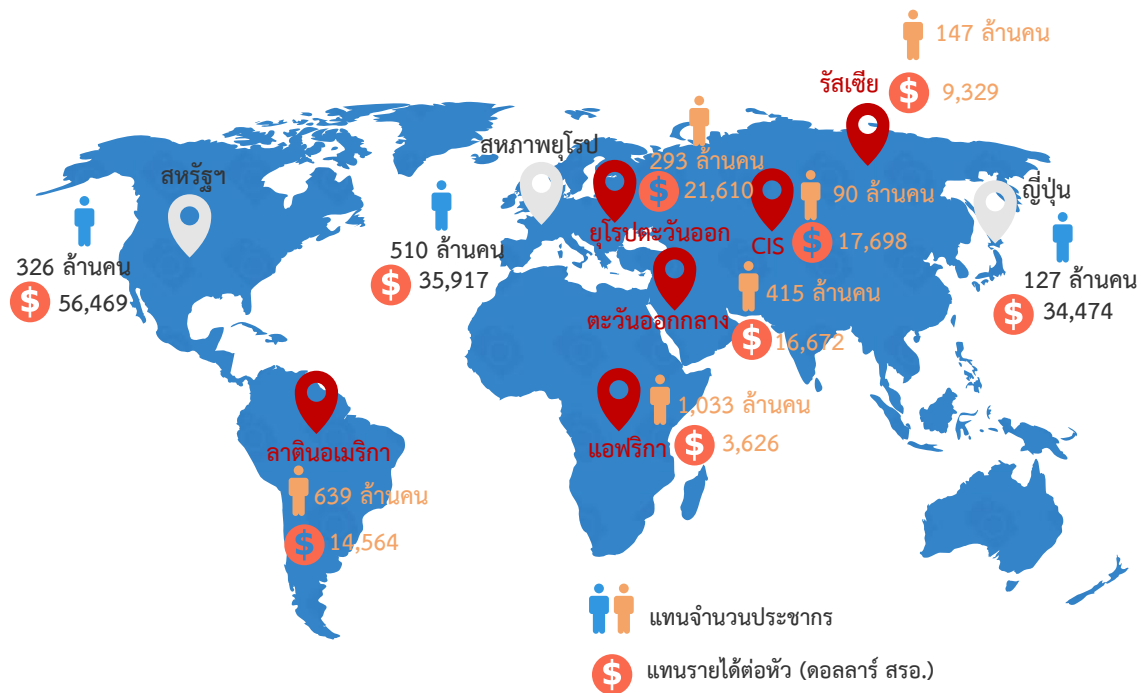 147 ล้านคน
รัสเซีย
$ 9,329
สหภาพยุโรป
293 ล้านคน
$ 21,610
ยุโรปตะวันออก
สหรัฐฯ
326 ล้านคน
$ 56,469
510 ล้านคน
$ 35,917
90 ล้านคน
CIS
$ 17,698
ญี่ปุ่น
127 ล้านคน
$ 34,474
415 ล้านคน
ตะวันออกกลาง
$ 16,672
1,033 ล้านคน
แอฟริกา
$ 3,626
ลาตินอเมริกา
639 ล้านคน
$ 14,564
แทนจำนวนประชากร
$ แทนรายได้ต่อหัว (ดอลลาร์ สรอ.)